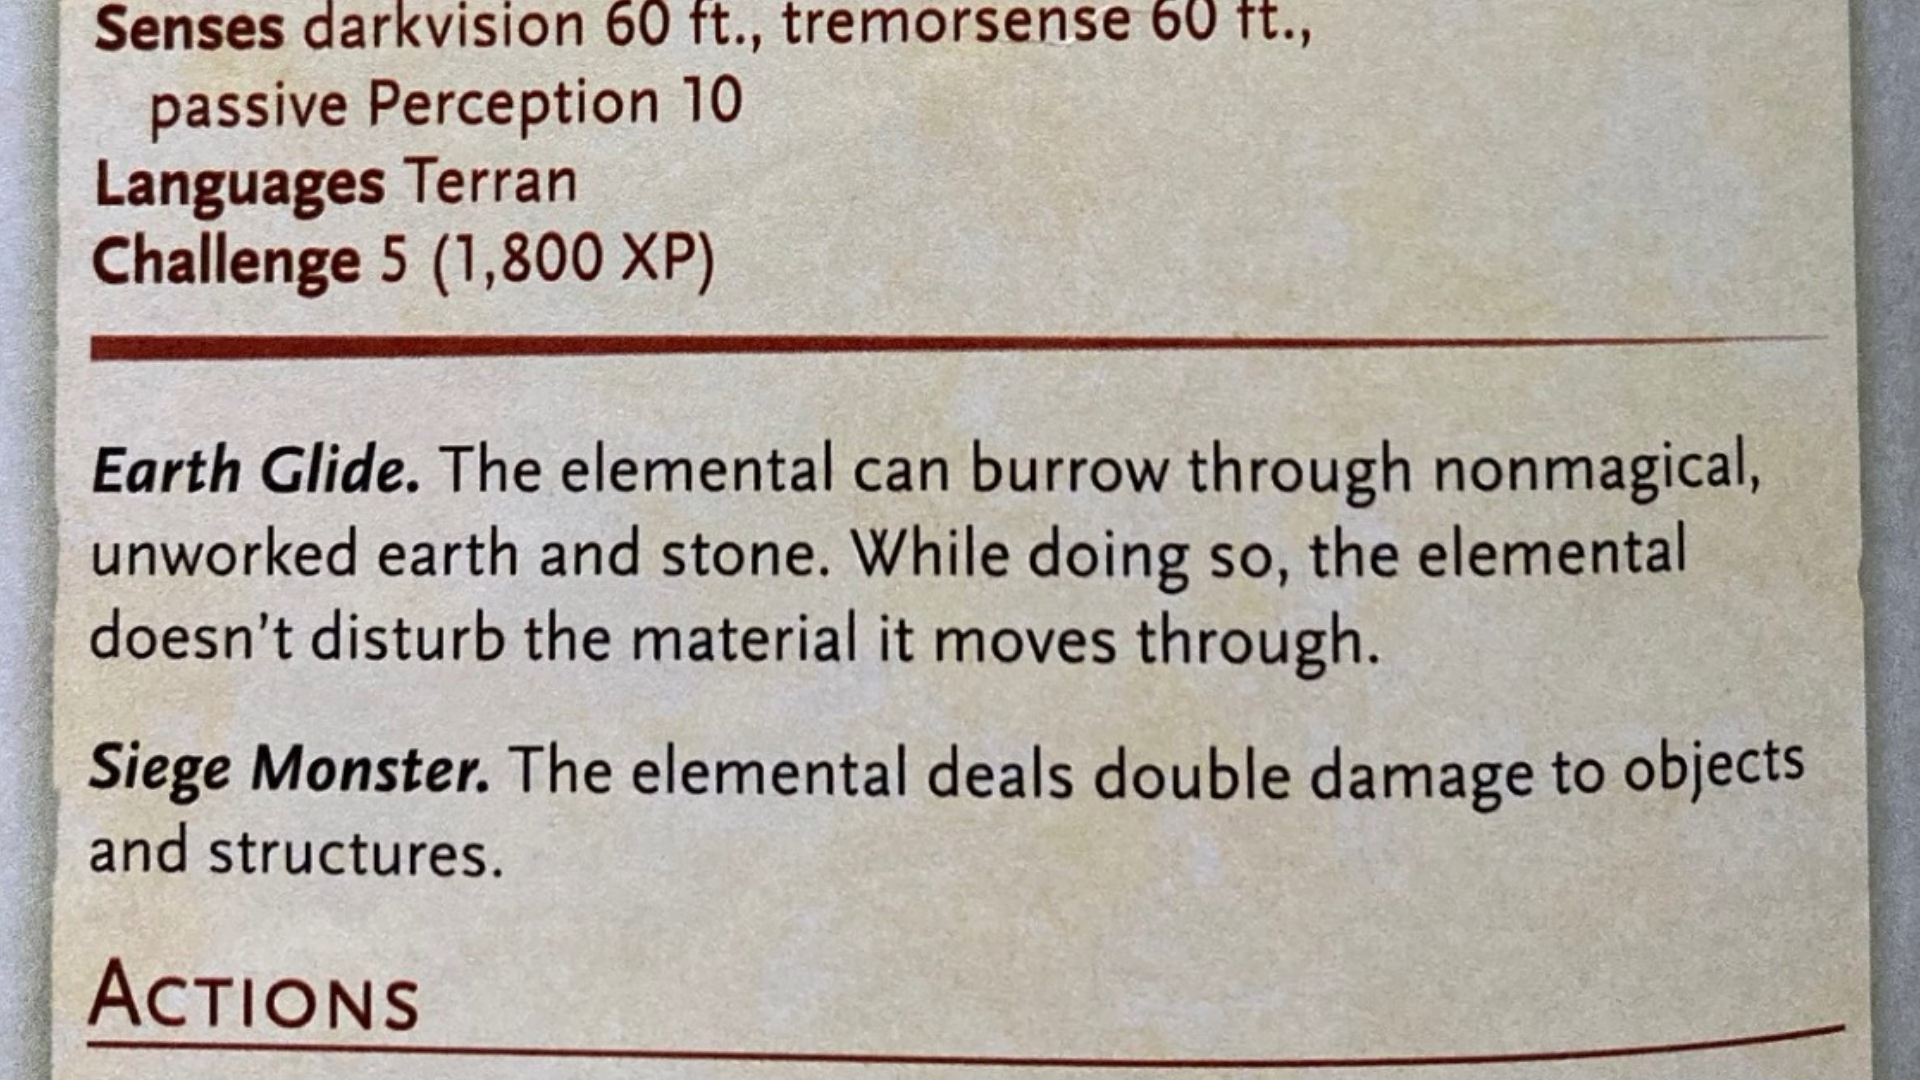 Senses darkvision 60 ft., tremorsense 60 ft.,
passive Perception 10
Languages Terran
Challenge 5 (1,800 XP)
Earth Glide. The elemental can burrow through nonmagical,
unworked earth and stone. While doing so, the elemental
doesn't disturb the material it moves through.
Siege Monster. The elemental deals double damage to objects
and structures.
ACTIONS